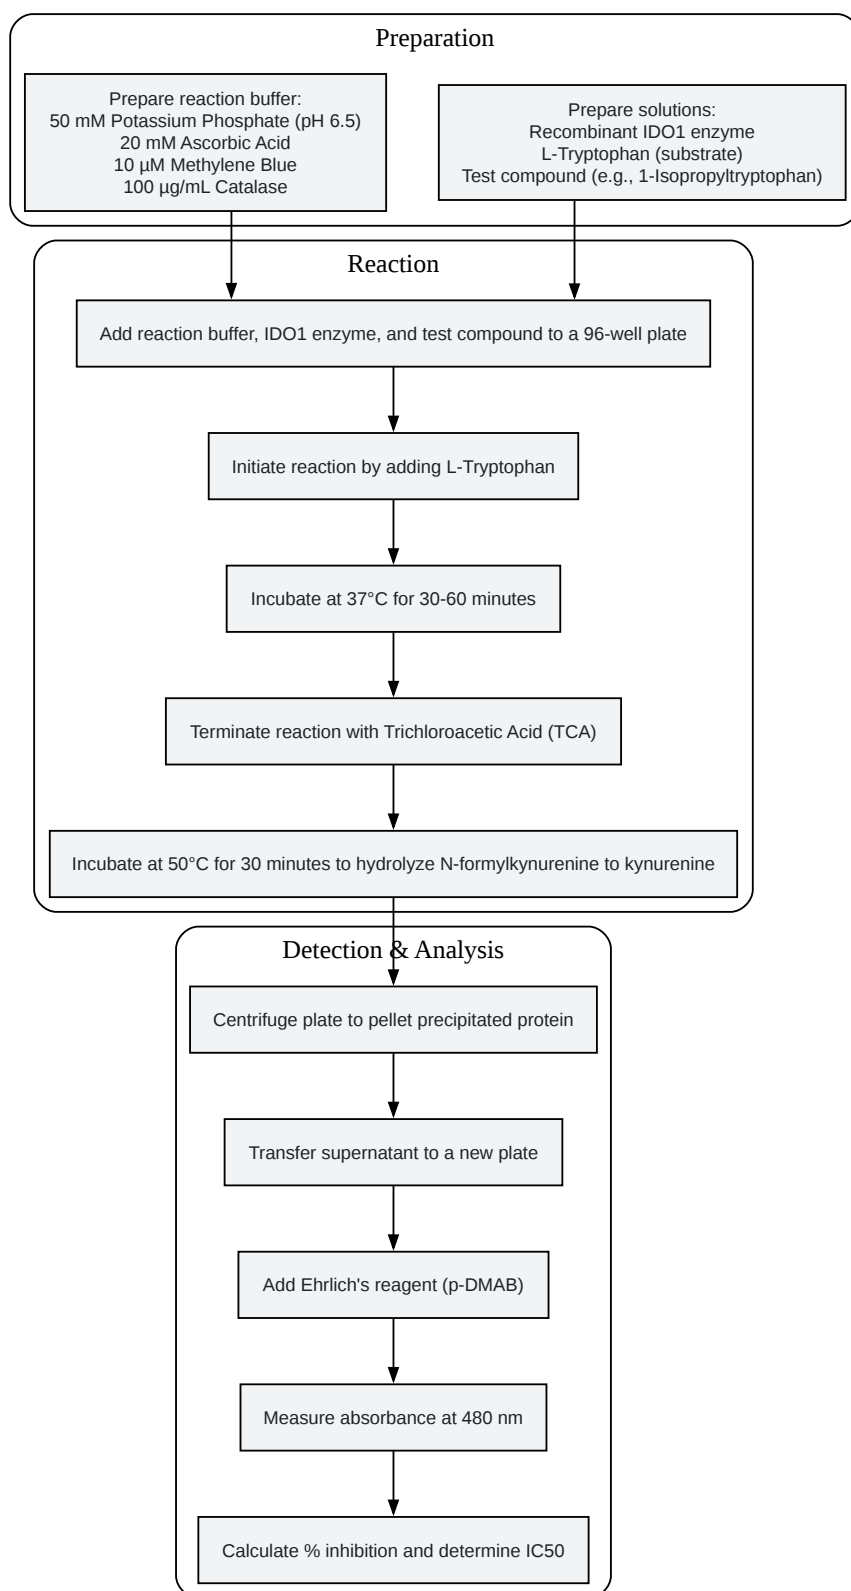 Preparation
Prepare reaction buffer:
50 mM Potassium Phosphate (pH 6.5)
20 mM Ascorbic Acid
10 µM Methylene Blue
100 µg/mL Catalase
Prepare solutions:
Recombinant IDO1 enzyme
L-Tryptophan (substrate)
Test compound (e.g., 1-Isopropyltryptophan)
Reaction
Add reaction buffer, IDO1 enzyme, and test compound to a 96-well plate
Initiate reaction by adding L-Tryptophan
Incubate at 37°C for 30-60 minutes
Terminate reaction with Trichloroacetic Acid (TCA)
Incubate at 50°C for 30 minutes to hydrolyze N-formylkynurenine to kynurenine
Detection & Analysis
Centrifuge plate to pellet precipitated protein
Transfer supernatant to a new plate
Add Ehrlich's reagent (p-DMAB)
Measure absorbance at 480 nm
Calculate % inhibition and determine IC50